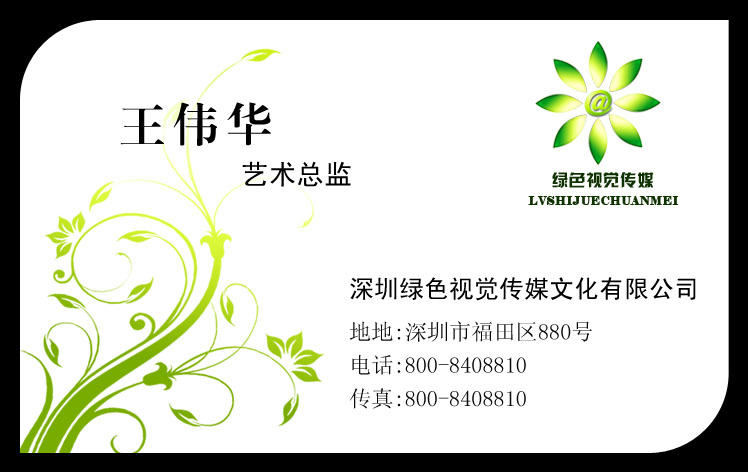 王伟华
艺术总监
@
绿色视觉传媒
LVSHIJUECHUANMEI
深圳绿色视觉传媒文化有限公司
地地:深圳市福田区880号
电话:800-8408810
传真:800-8408810